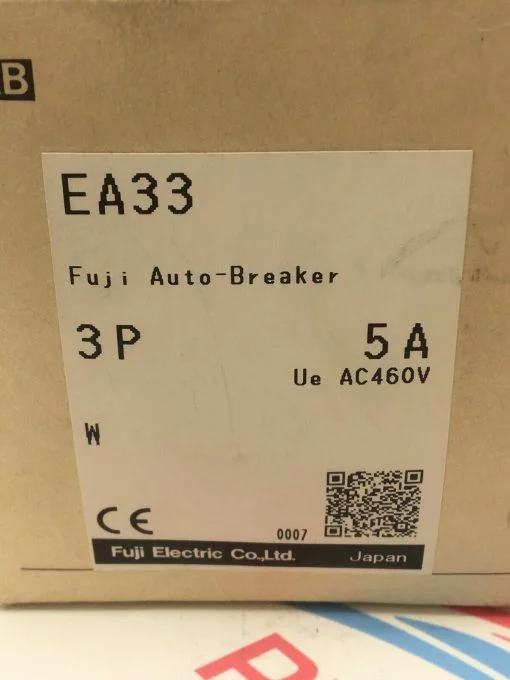 B
EA33
Fuji Auto-Breaker
3P 5A
Ue AC460V
W
CE
0007
Fuji Electric Co.,Ltd. Japan
P